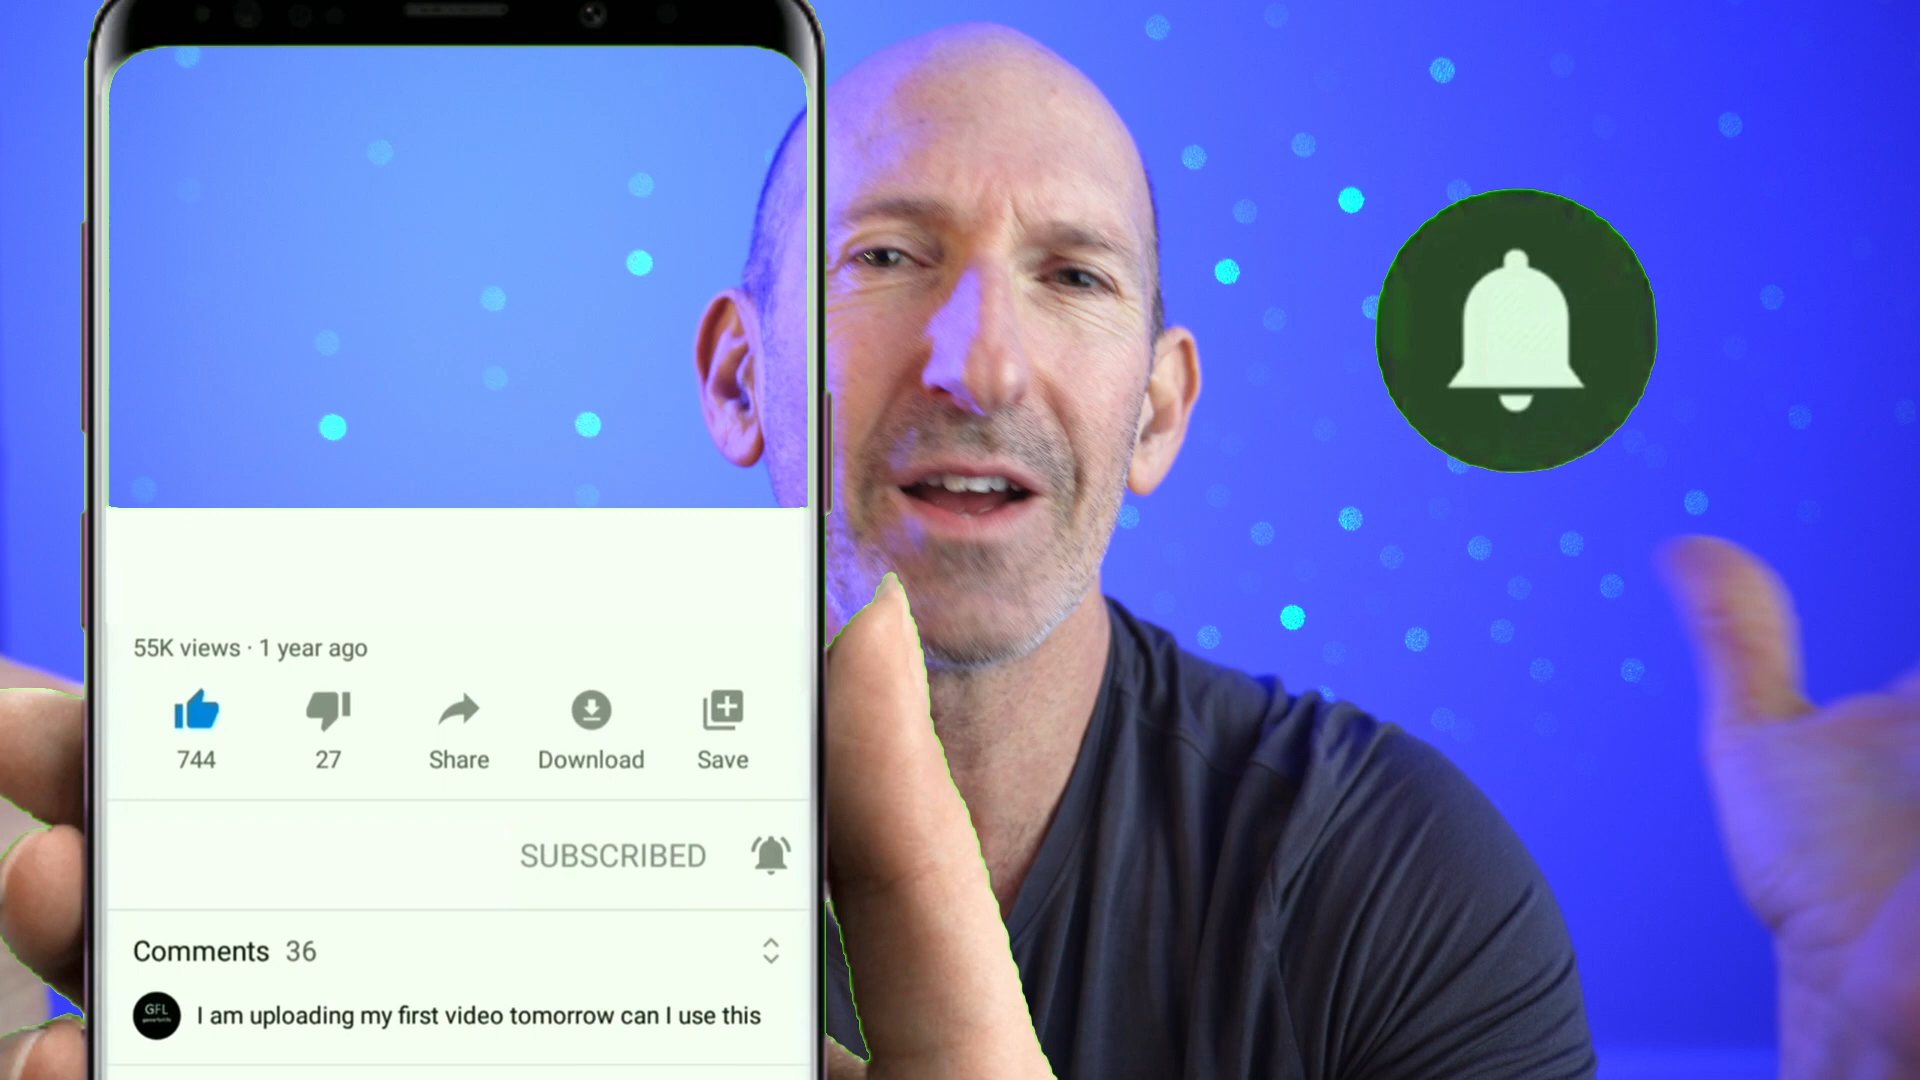 55K views · 1 year ago
744
27
Share
Download
Save
SUBSCRIBED
Comments 36
GFL
I am uploading my first video tomorrow can I use this